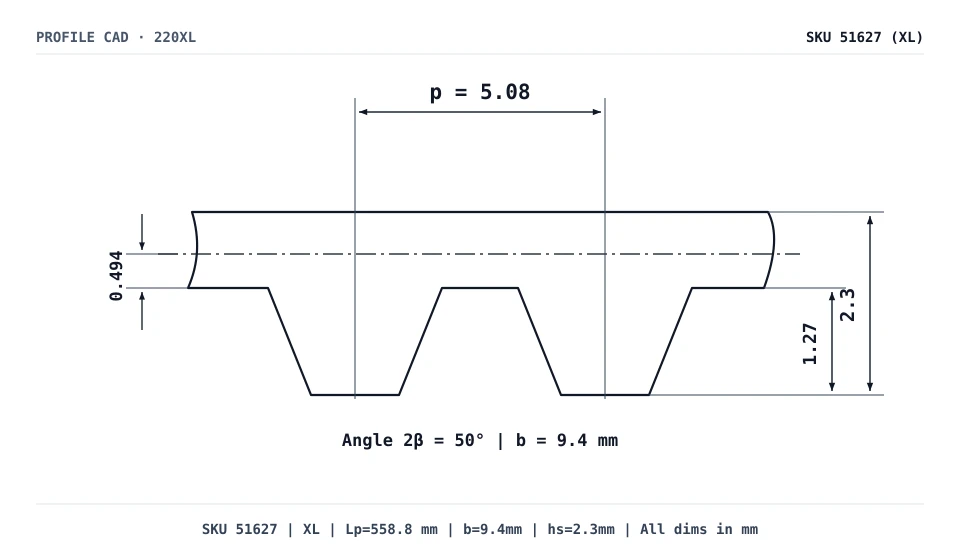 PROFILE CAD · 220XL
SKU 51627 (XL)
p = 5.08
0.494
2.3
1.27
Angle 2β = 50° | b = 9.4 mm
SKU 51627 | XL | Lp=558.8 mm | b=9.4mm | hs=2.3mm | All dims in mm